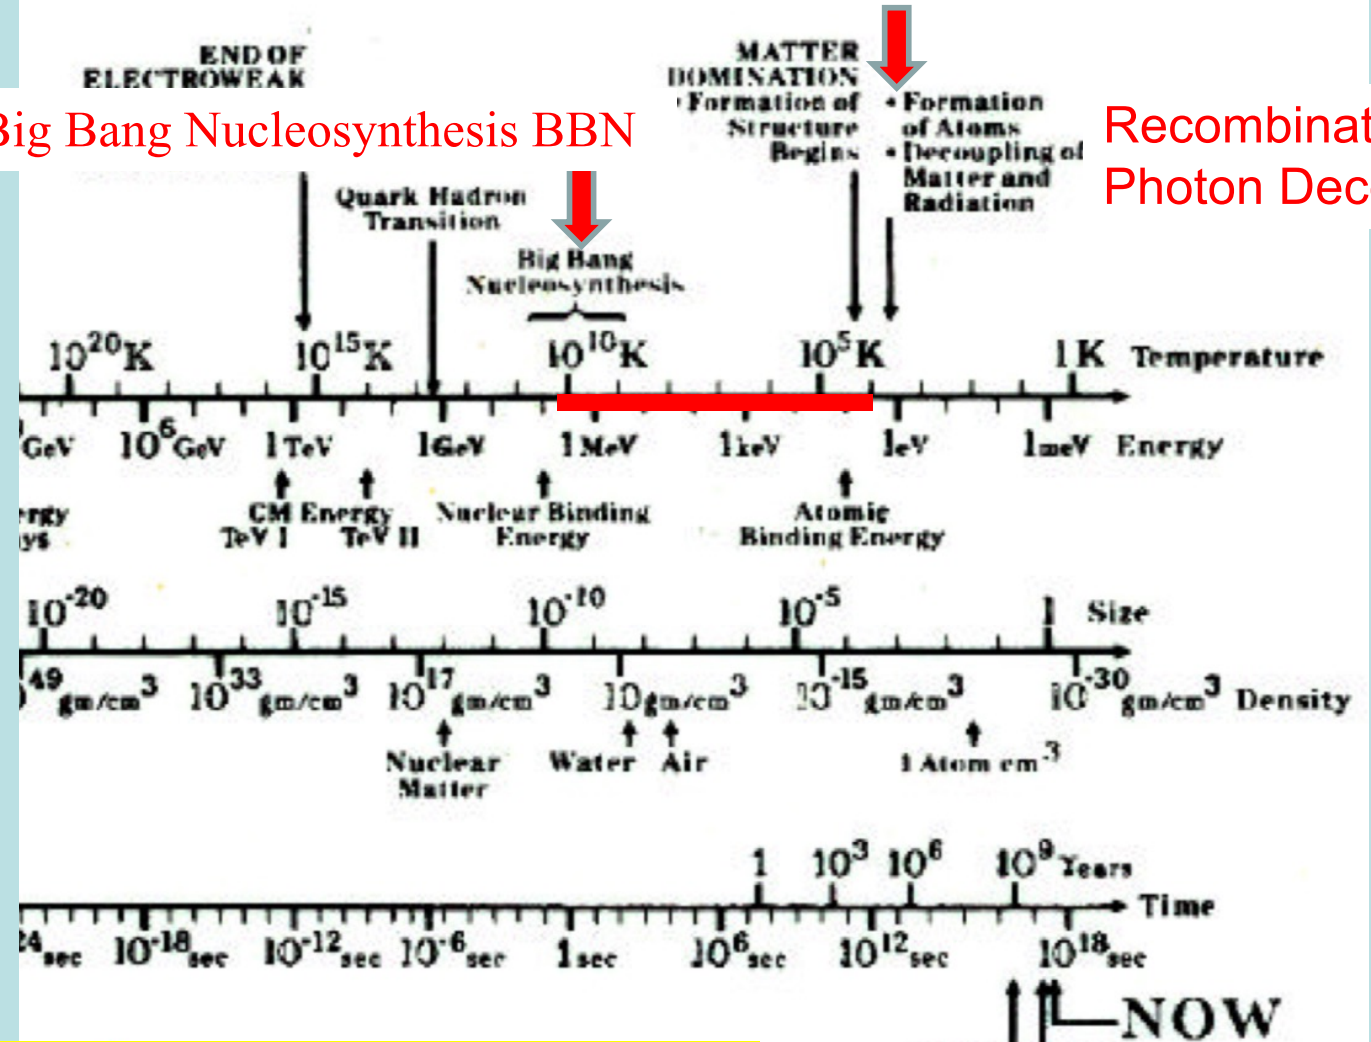 END OF
ELECTROWEAK
Big Bang Nucleosynthesis BBN
MATTER
DOMINATION
Formation of
Structure
Begins
• Formation
of Atoms
• Decoupling of
Matter and
Radiation
Recombinat
Photon Dec
Quark Hadron
Transition
Big Bang
Nucleosynthesis
10²⁰K 10¹⁵K 10¹⁰K 10⁵K 1K Temperature
GeV 10⁶GeV 1TeV 1GeV 1MeV 1keV 1eV 1meV Energy
CM Energy
TeV I TeV II
Nuclear Binding
Energy
Atomic
Binding Energy
10⁻²⁰ 10⁻¹⁵ 10⁻¹⁰ 10⁻⁵ 1 Size
⁴⁹gm/cm³ 10³³gm/cm³ 10¹⁷gm/cm³ 10gm/cm³ 10⁻¹⁵gm/cm³ 10⁻³⁰gm/cm³ Density
Nuclear
Matter
Water Air 1 Atom cm⁻³
1 10³ 10⁶ 10⁹ Years
Time
²⁴sec 10⁻¹⁸sec 10⁻¹²sec 10⁻⁶sec 1sec 10⁶sec 10¹²sec 10¹⁸sec
NOW